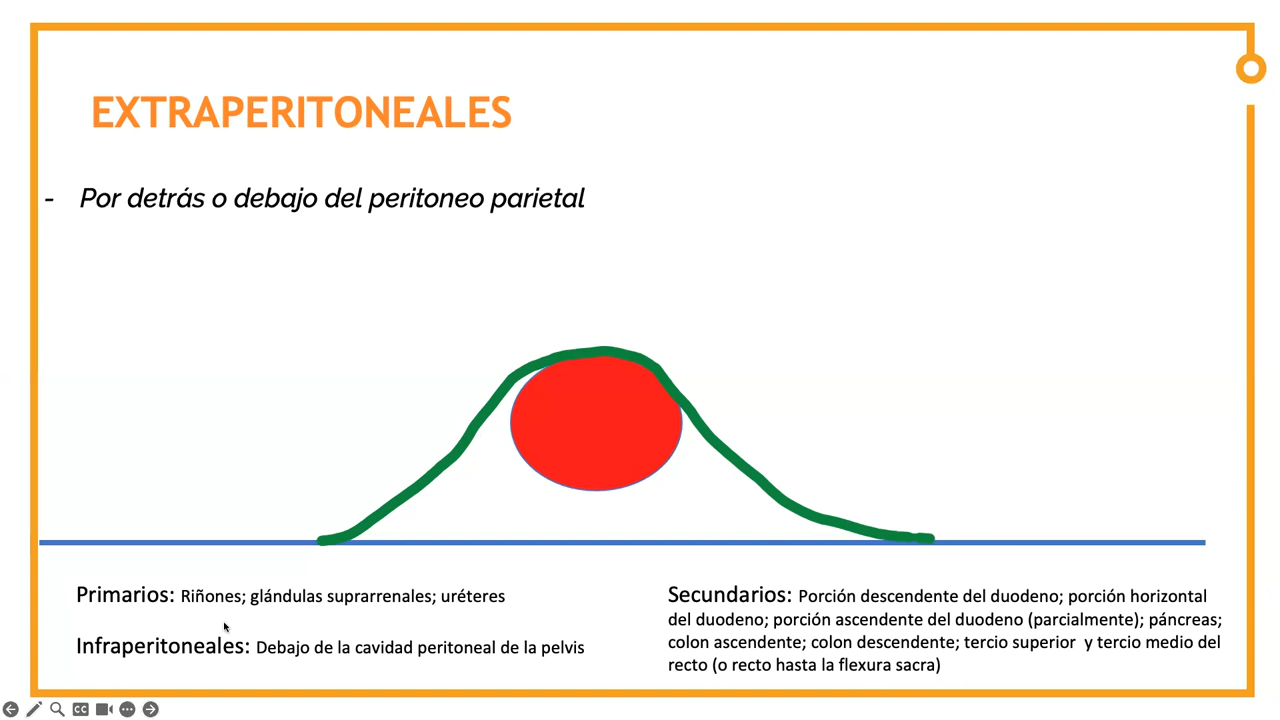 EXTRAPERITONEALES
- Por detrás o debajo del peritoneo parietal
Primarios: Riñones; glándulas suprarrenales; uréteres
Infraperitoneales: Debajo de la cavidad peritoneal de la pelvis
Secundarios: Porción descendente del duodeno; porción horizontal
del duodeno; porción ascendente del duodeno (parcialmente); páncreas;
colon ascendente; colon descendente; tercio superior y tercio medio del
recto (o recto hasta la flexura sacra)
CC